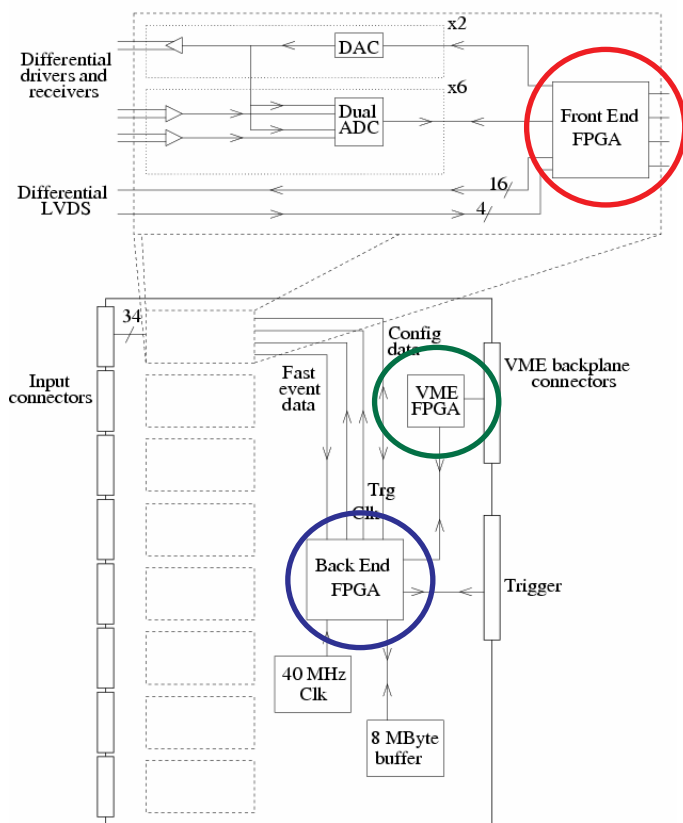 x2
Differential
drivers and
receivers
DAC
x6
Dual
ADC
Front End
FPGA
Differential
LVDS
16
4
34
Input
connectors
Config
data
Fast
event
data
VME
FPGA
VME backplane
connectors
Trg
Clk
Back End
FPGA
Trigger
40 MHz
Clk
8 MByte
buffer